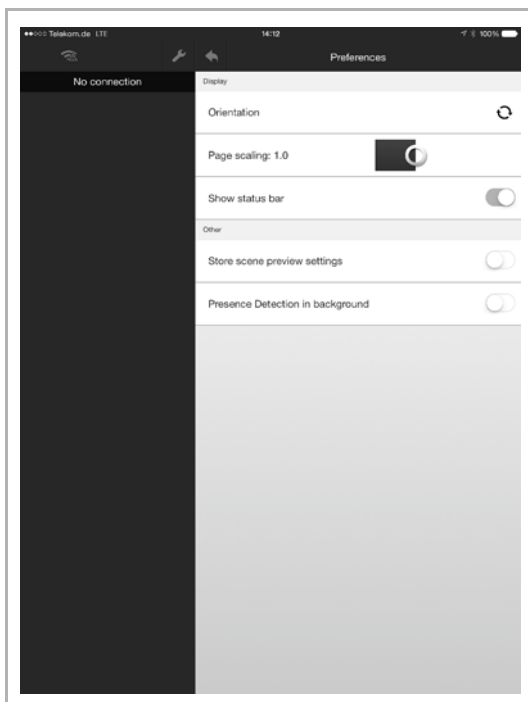 Telekom.de LTE 14:12 100%
Preferences
No connection
Display
Orientation
Page scaling: 1.0
Show status bar
Other
Store scene preview settings
Presence Detection in background